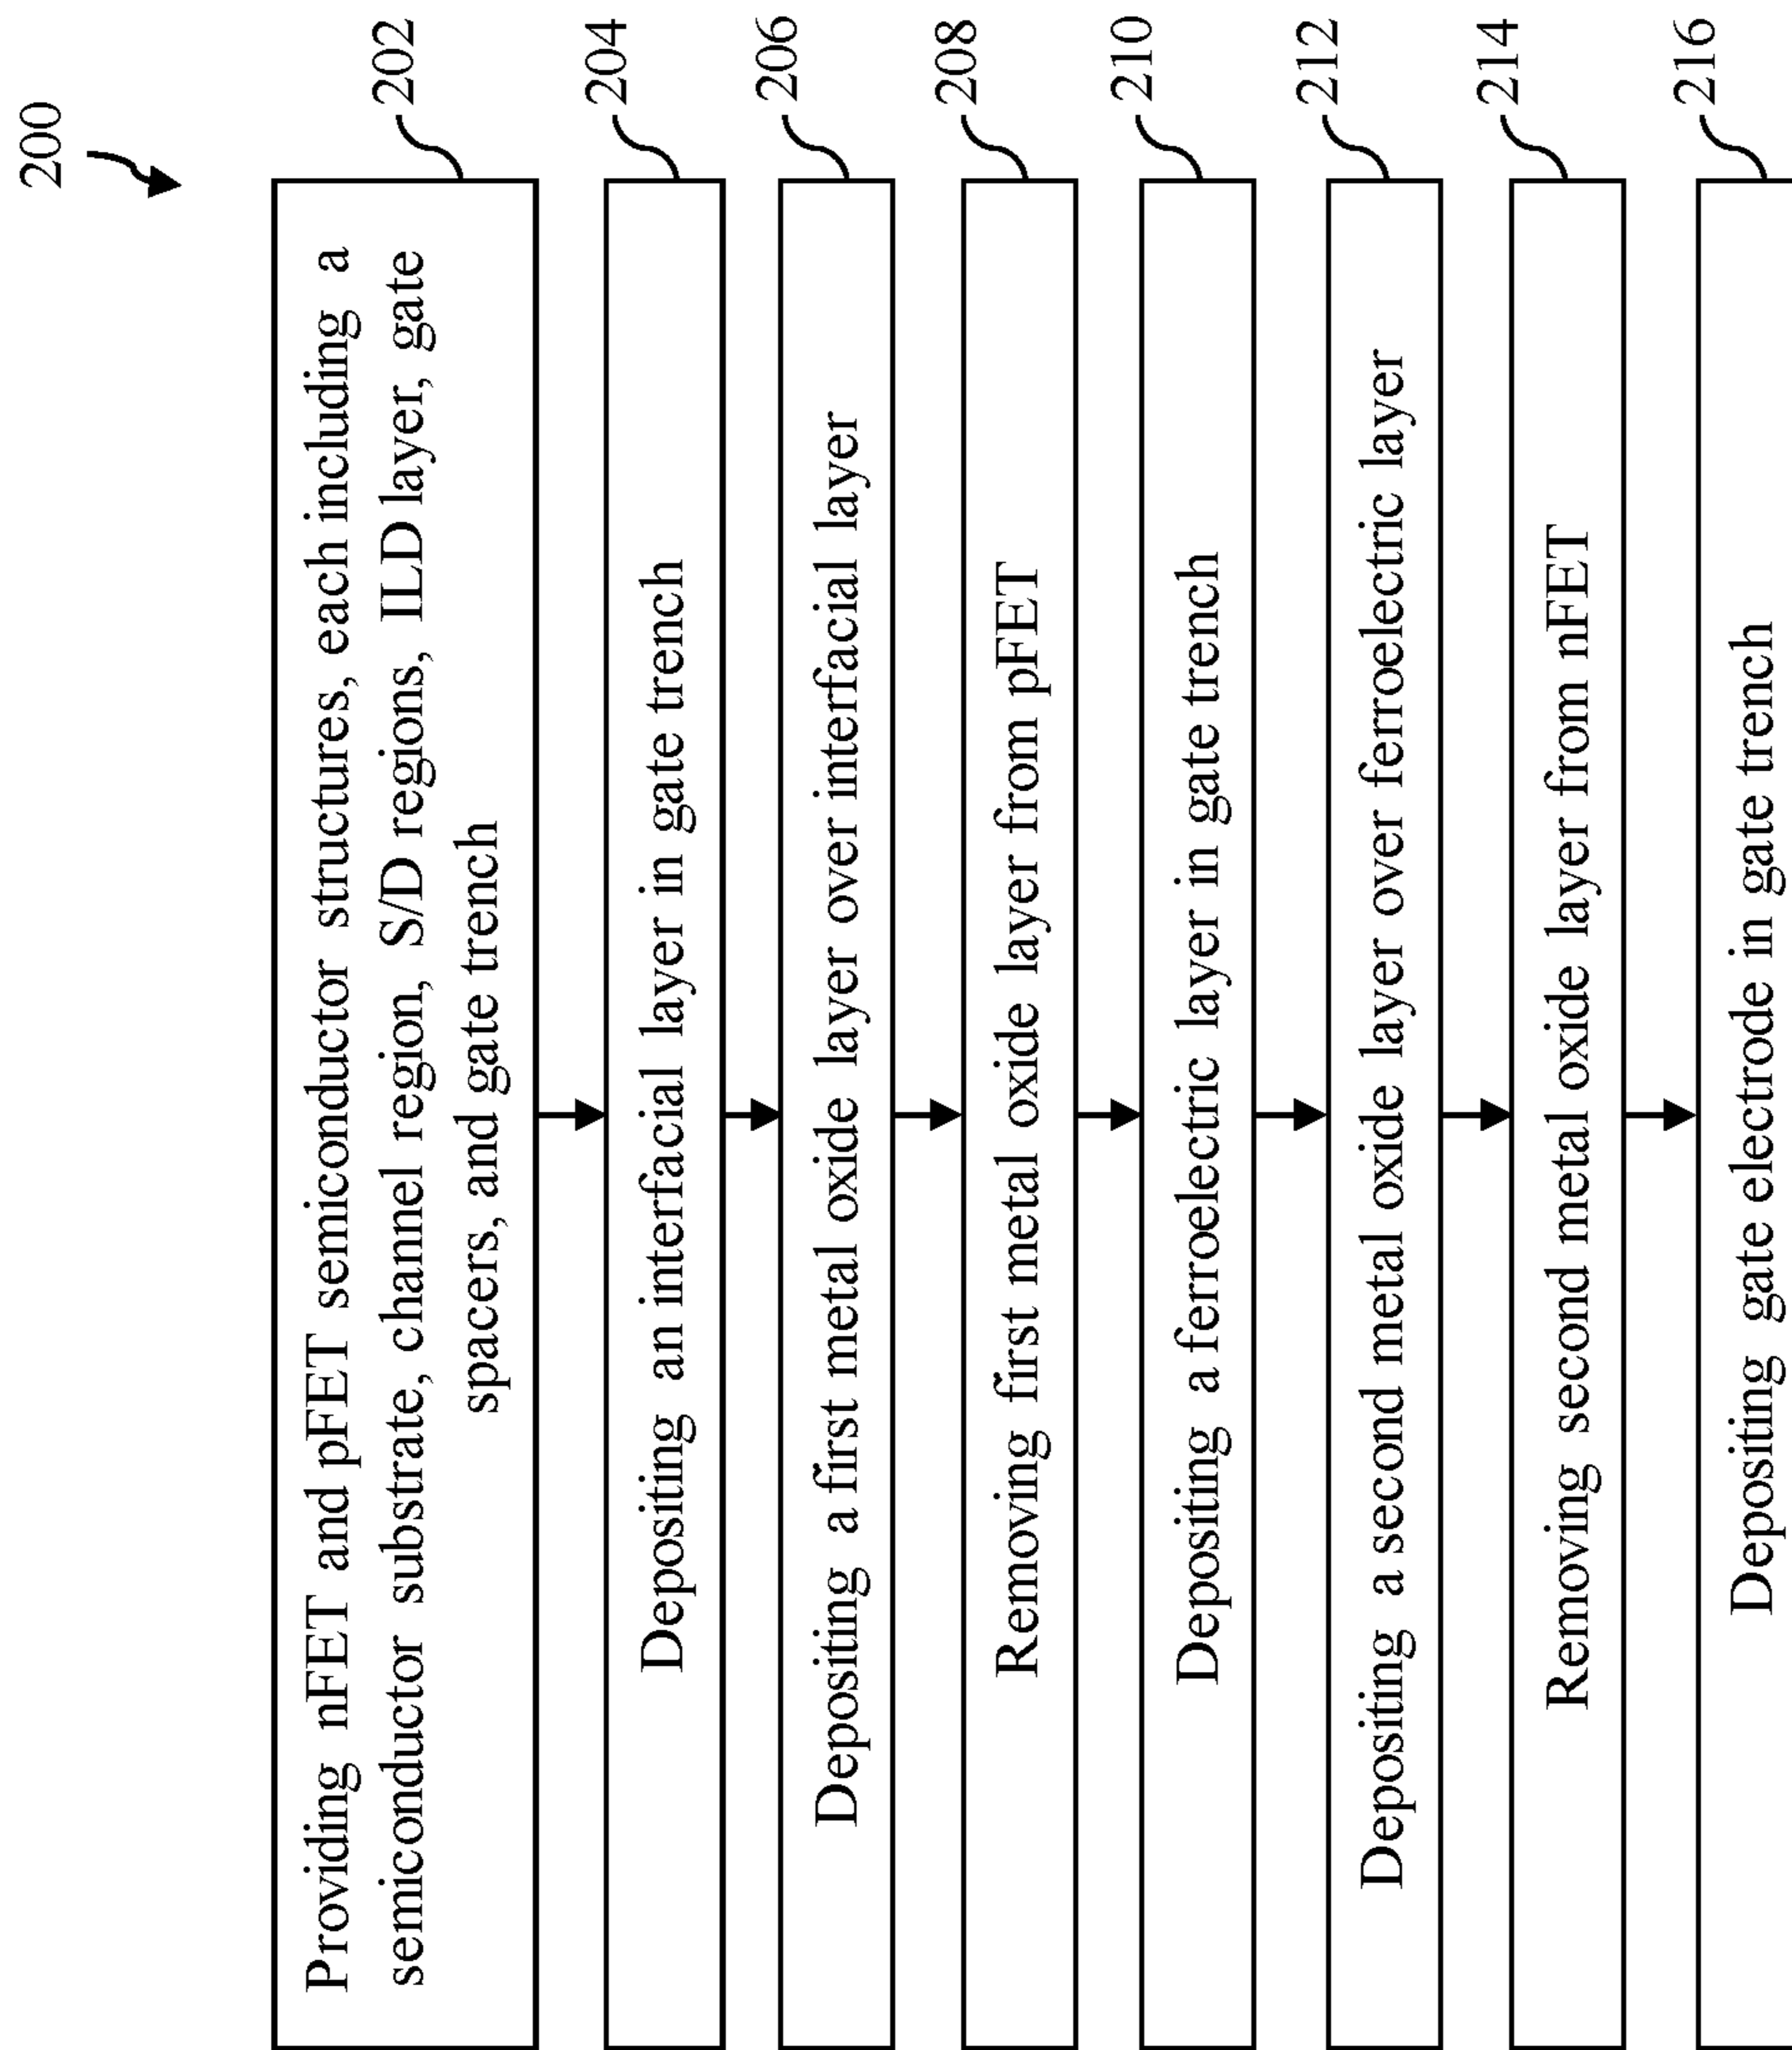 200
Providing nFET and pFET semiconductor structures, each including a
semiconductor substrate, channel region, S/D regions, ILD layer, gate
spacers, and gate trench
202
Depositing an interfacial layer in gate trench
204
Depositing a first metal oxide layer over interfacial layer
206
Removing first metal oxide layer from pFET
208
Depositing a ferroelectric layer in gate trench
210
Depositing a second metal oxide layer over ferroelectric layer
212
Removing second metal oxide layer from nFET
214
Depositing gate electrode in gate trench
216